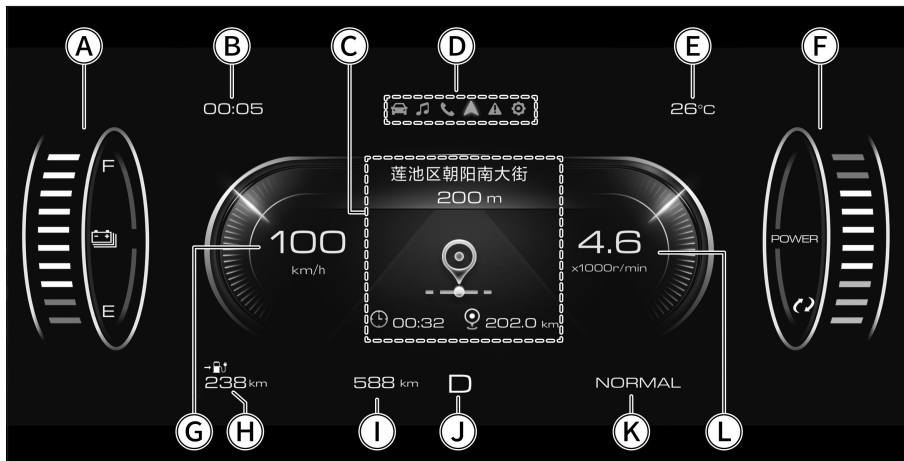 A
B
C
D
E
F
00:05
26°C
F
E
莲池区朝阳南大街
200 m
100
km/h
4.6
x1000r/min
POWER
00:32
202.0 km
238 km
588 km
D
NORMAL
G
H
I
J
K
L